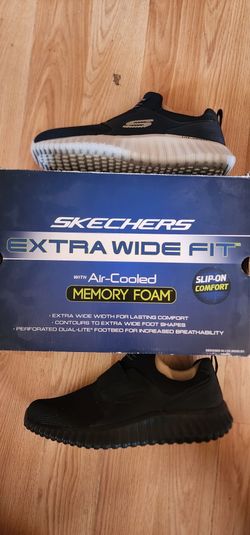 SKECHERS
SKECHERS
EXTRA WIDE FIT
WITH Air-Cooled
MEMORY FOAM
SLIP-ON
COMFORT
• EXTRA WIDE WIDTH FOR LASTING COMFORT
• CONTOURS TO EXTRA WIDE FOOT SHAPES
• PERFORATED DUAL-LITE® FOOTBED FOR INCREASED BREATHABILITY